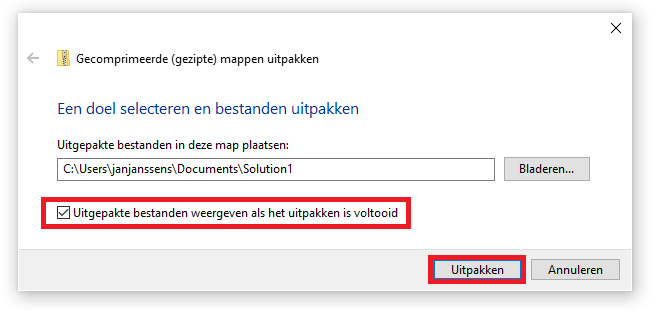 Gecomprimeerde (gezipte) mappen uitpakken
Een doel selecteren en bestanden uitpakken
Uitgepakte bestanden in deze map plaatsen:
C:\Users\janjanssens\Documents\Solution1
Bladeren...
Uitgepakte bestanden weergeven als het uitpakken is voltooid
Uitpakken
Annuleren